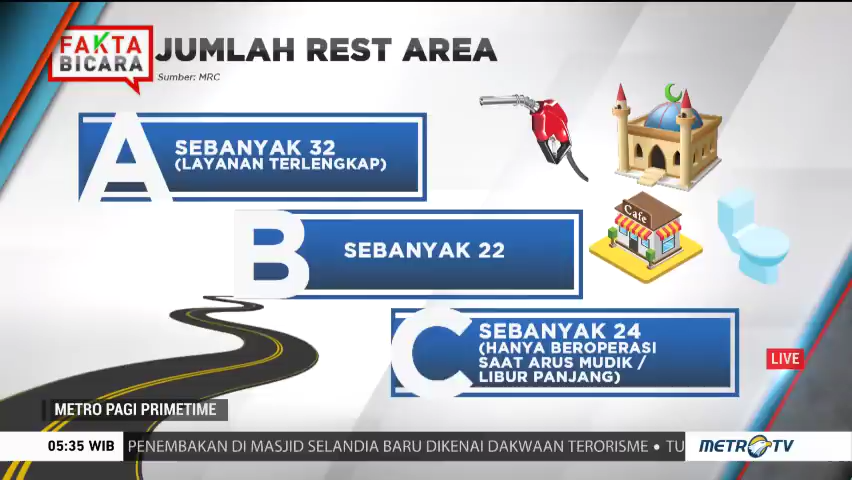 FAKTA
BICARA
JUMLAH REST AREA
Sumber: MRC
A
SEBANYAK 32
(LAYANAN TERLENGKAP)
B
SEBANYAK 22
Cafe
C
SEBANYAK 24
(HANYA BEROPERASI
SAAT ARUS MUDIK /
LIBUR PANJANG)
LIVE
METRO PAGI PRIMETIME
05:35 WIB
PENEMBAKAN DI MASJID SELANDIA BARU DIKENAI DAKWAAN TERORISME • TU
METRO TV